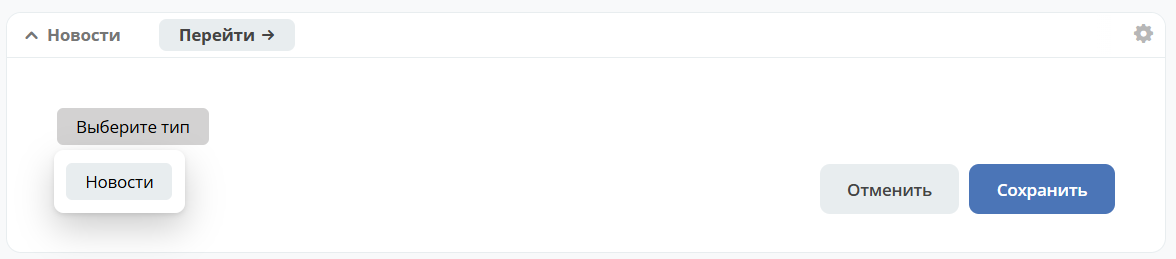 Новости
Перейти →
Выберите тип
Новости
Отменить
Сохранить